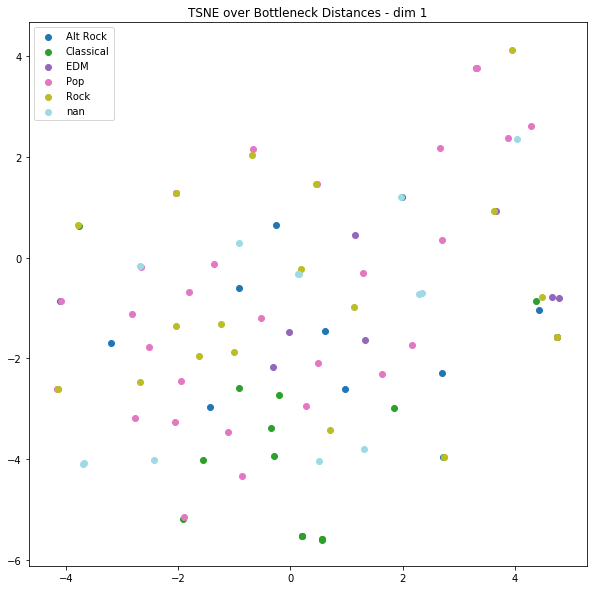 TSNE over Bottleneck Distances - dim 1
Alt Rock
Classical
EDM
Pop
Rock
nan
4
2
0
−2
−4
−6
−4 −2 0 2 4